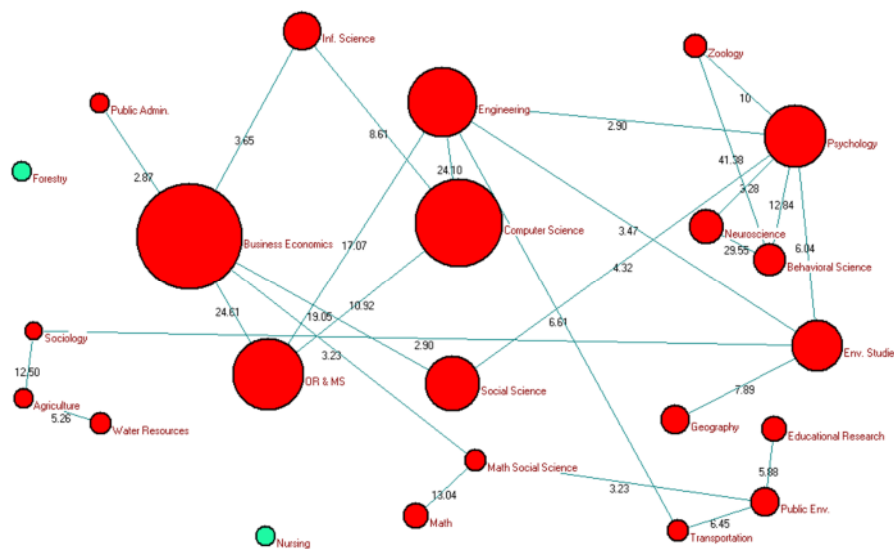 Inf. Science
Zoology
Public Admin.
Engineering
10
2.90
Psychology
3.65
8.61
41.38
Forestry
2.87
24.10
3.28
12.84
Neuroscience
Business Economics
17.07
Computer Science
3.47
29.55
6.04
Behavioral Science
4.32
24.61
19.05
10.92
6.61
Sociology
3.23
2.90
Env. Studie
12.50
OR & MS
Social Science
7.89
Agriculture
5.26
Water Resources
Geography
Educational Research
Math Social Science
5.88
13.04
3.23
Math
Public Env.
6.45
Transportation
Nursing